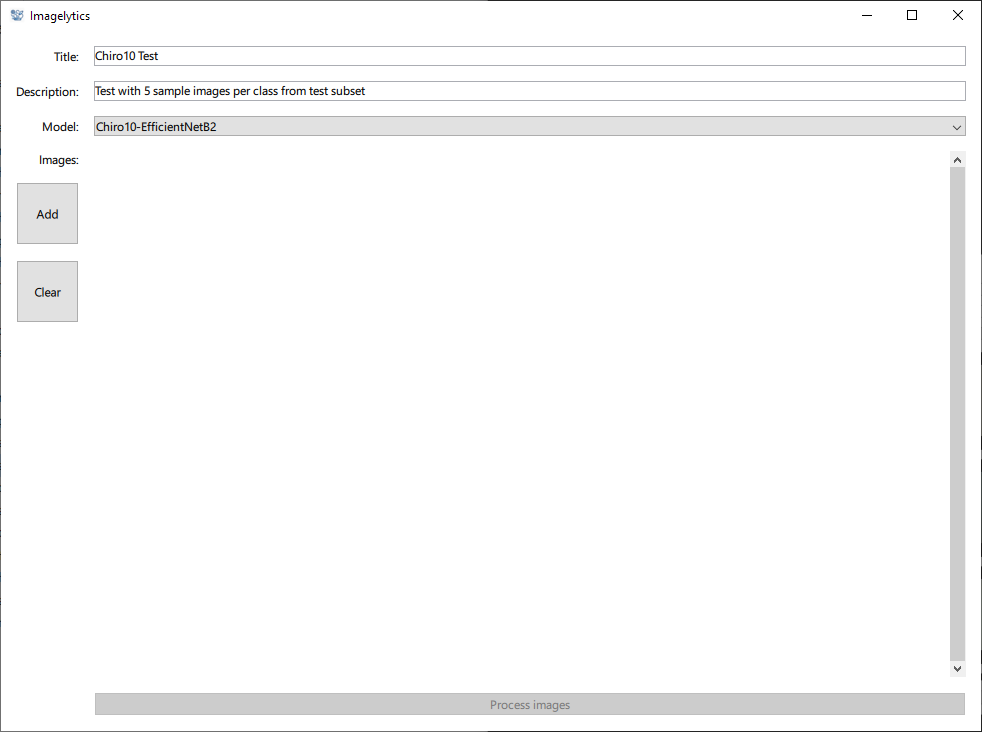 Imagelytics
Title: Chiro10 Test
Description: Test with 5 sample images per class from test subset
Model: Chiro10-EfficientNetB2
Images:
Add
Clear
Process images